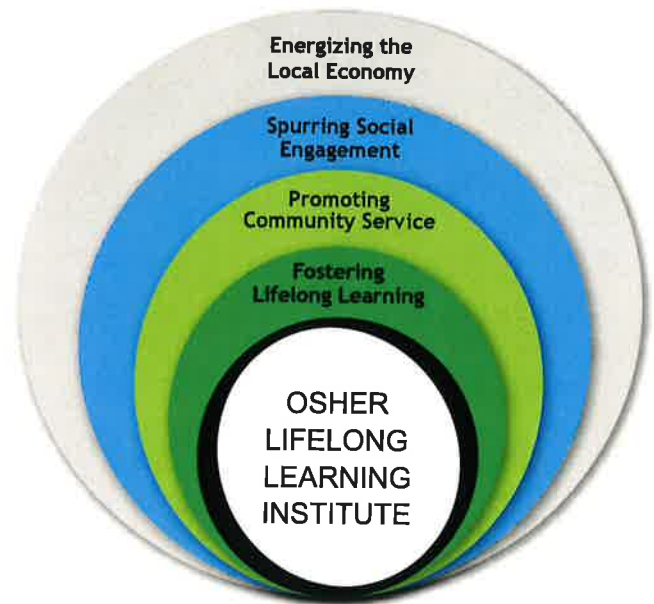 Energizing the
Local Economy
Spurring Social
Engagement
Promoting
Community Service
Fostering
Lifelong Learning
OSHER
LIFELONG
LEARNING
INSTITUTE